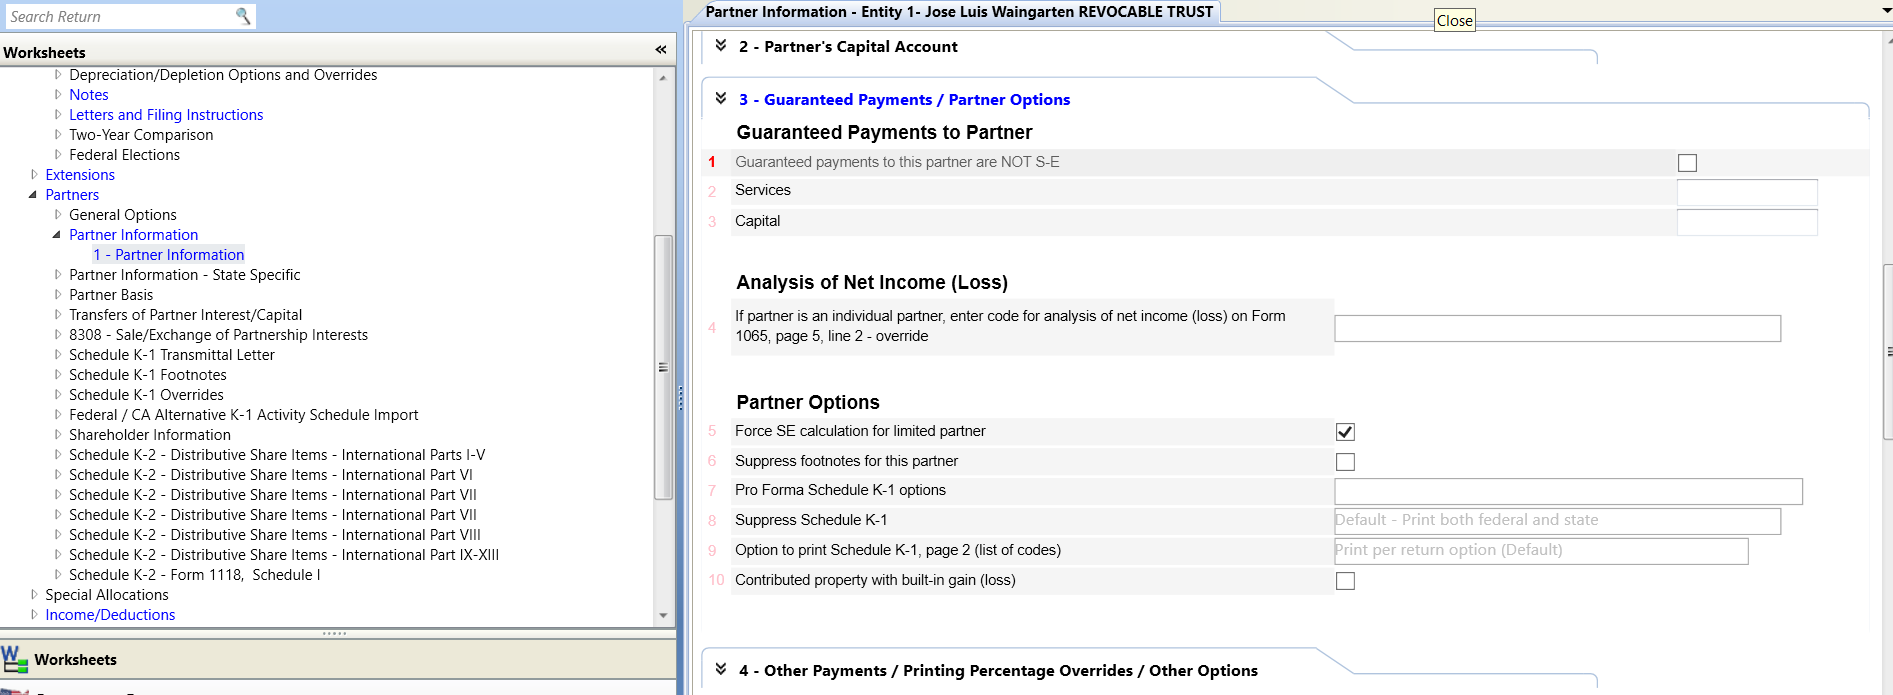 Search Return
Worksheets
Depreciation/Depletion Options and Overrides
Notes
Letters and Filing Instructions
Two-Year Comparison
Federal Elections
Extensions
Partners
General Options
Partner Information
1 - Partner Information
Partner Information - State Specific
Partner Basis
Transfers of Partner Interest/Capital
8308 - Sale/Exchange of Partnership Interests
Schedule K-1 Transmittal Letter
Schedule K-1 Footnotes
Schedule K-1 Overrides
Federal / CA Alternative K-1 Activity Schedule Import
Shareholder Information
Schedule K-2 - Distributive Share Items - International Parts I-V
Schedule K-2 - Distributive Share Items - International Part VI
Schedule K-2 - Distributive Share Items - International Part VII
Schedule K-2 - Distributive Share Items - International Part VII
Schedule K-2 - Distributive Share Items - International Part VIII
Schedule K-2 - Distributive Share Items - International Part IX-XIII
Schedule K-2 - Form 1118, Schedule I
Special Allocations
Income/Deductions
Worksheets
Partner Information - Entity 1- Jose Luis Waingarten REVOCABLE TRUST
Close
2 - Partner's Capital Account
3 - Guaranteed Payments / Partner Options
Guaranteed Payments to Partner
1 Guaranteed payments to this partner are NOT S-E
2 Services
3 Capital
Analysis of Net Income (Loss)
4 If partner is an individual partner, enter code for analysis of net income (loss) on Form
1065, page 5, line 2 - override
Partner Options
5 Force SE calculation for limited partner
6 Suppress footnotes for this partner
7 Pro Forma Schedule K-1 options
8 Suppress Schedule K-1 Default - Print both federal and state
9 Option to print Schedule K-1, page 2 (list of codes) Print per return option (Default)
10 Contributed property with built-in gain (loss)
4 - Other Payments / Printing Percentage Overrides / Other Options